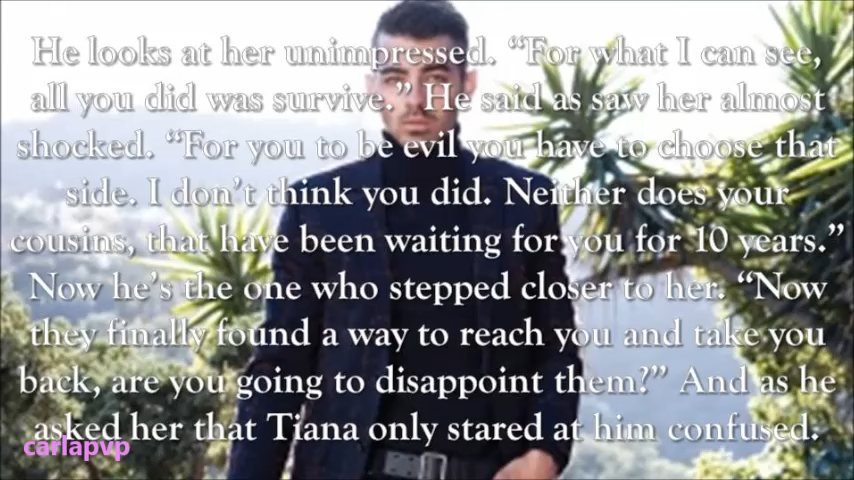 He looks at her unimpressed. “For what I can see,
all you did was survive.” He said as saw her almost
shocked. “For you to be evil you have to choose that
side. I don’t think you did. Neither does your
cousins, that have been waiting for you for 10 years.”
Now he’s the one who stepped closer to her. “Now
they finally found a way to reach you and take you
back, are you going to disappoint them?” And as he
asked her that Tiana only stared at him confused.
carlapvp